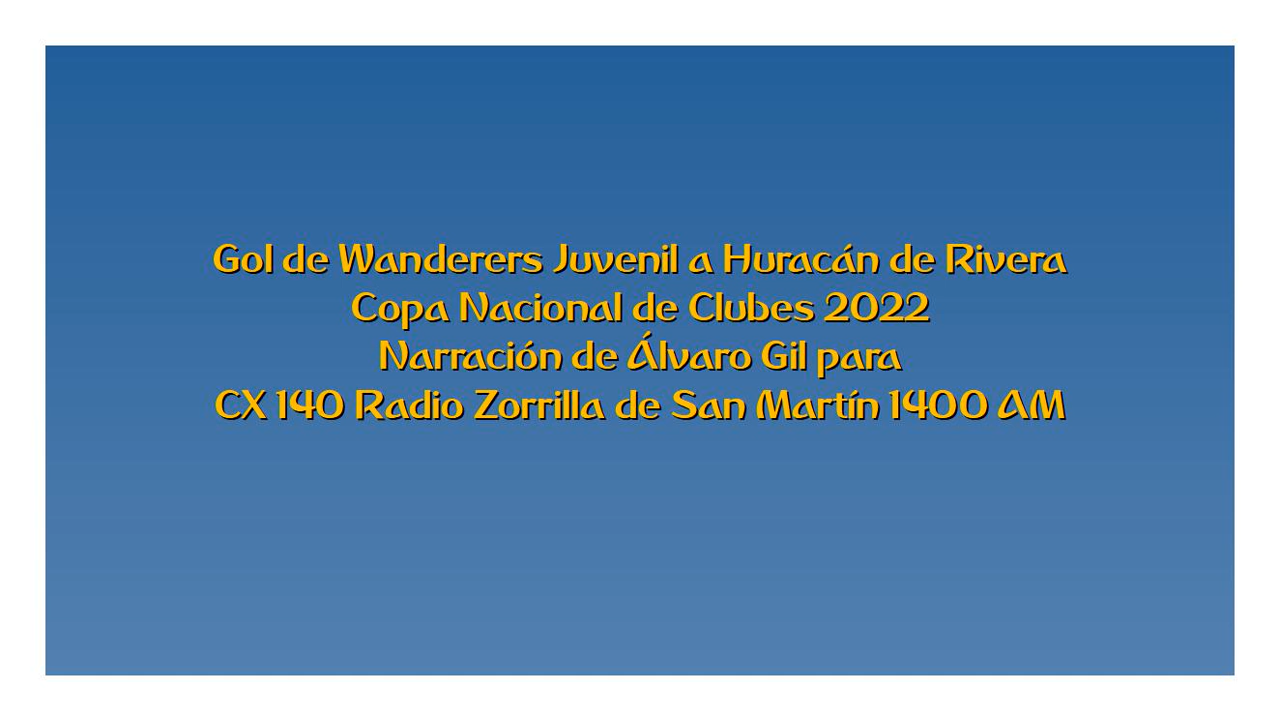 Gol de Wanderers Juvenil a Huracán de Rivera
Copa Nacional de Clubes 2022
Narración de Álvaro Gil para
CX 140 Radio Zorrilla de San Martín 1400 AM